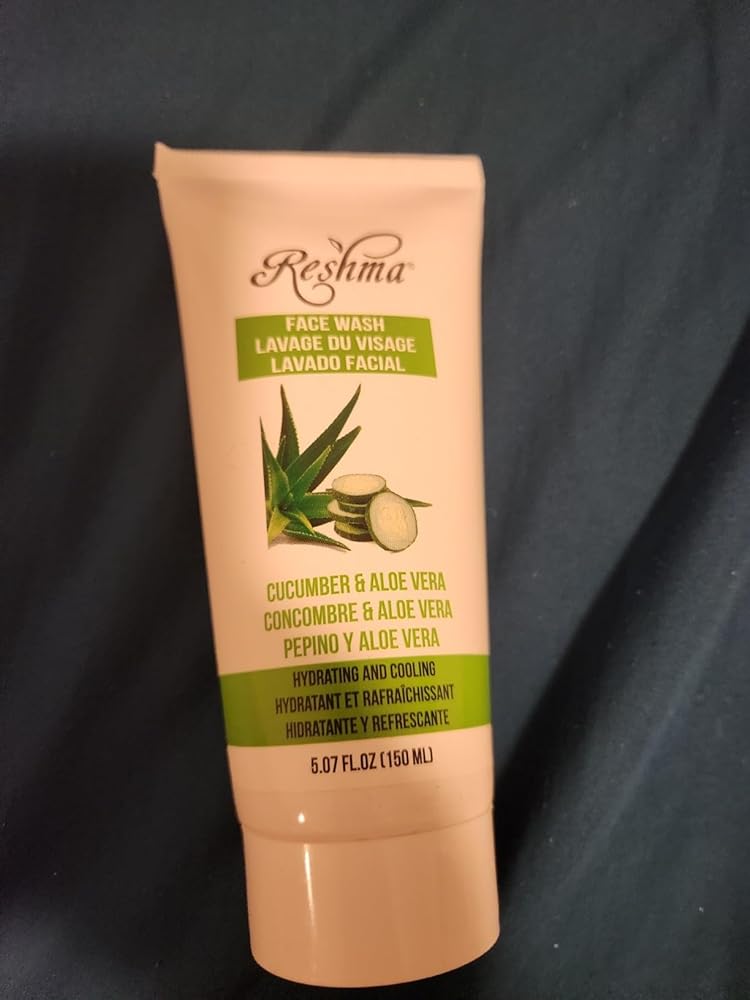 Reshma
FACE WASH
LAVAGE DU VISAGE
LAVADO FACIAL
CUCUMBER & ALOE VERA
CONCOMBRE & ALOE VERA
PEPINO Y ALOE VERA
HYDRATING AND COOLING
HYDRATANT ET RAFRAÎCHISSANT
HIDRATANTE Y REFRESCANTE
5.07 FL.OZ (150 ML)